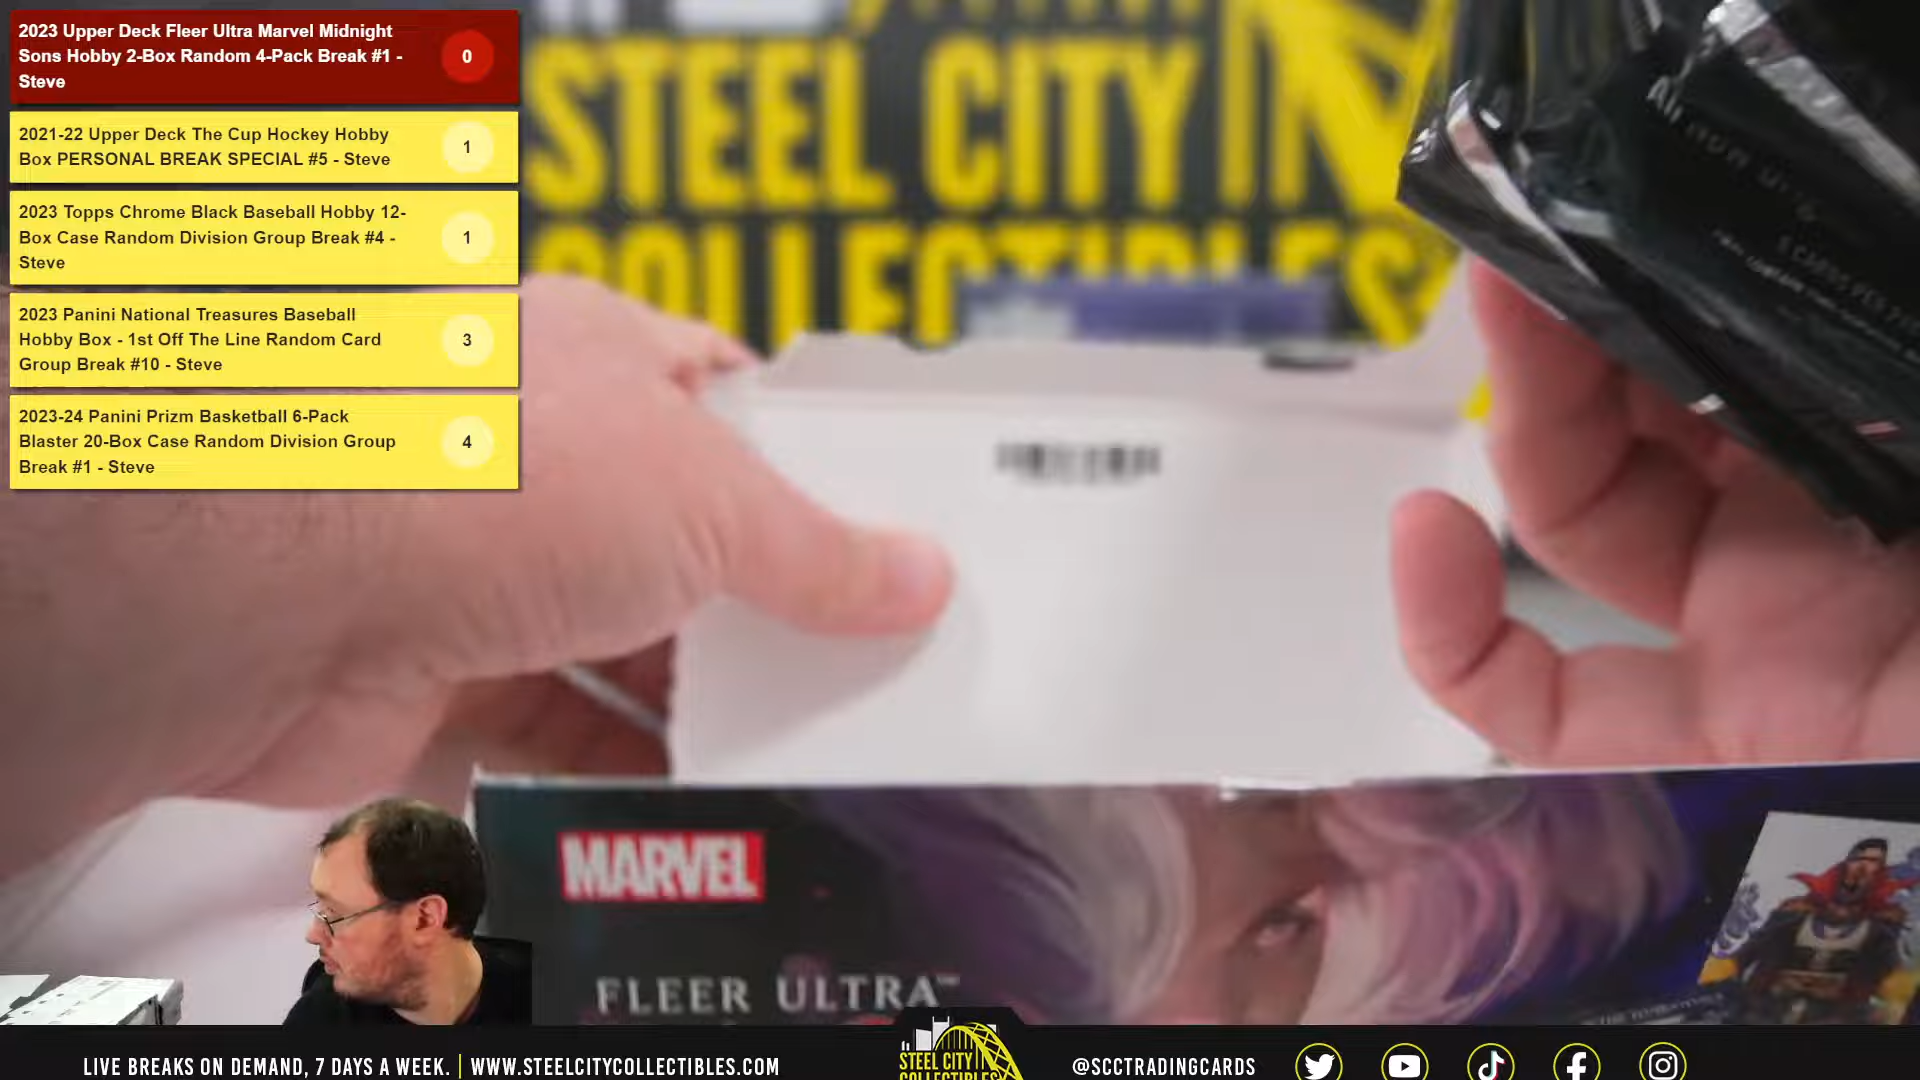 2023 Upper Deck Fleer Ultra Marvel Midnight
Sons Hobby 2-Box Random 4-Pack Break #1 -
Steve
0
2021-22 Upper Deck The Cup Hockey Hobby
Box PERSONAL BREAK SPECIAL #5 - Steve
1
2023 Topps Chrome Black Baseball Hobby 12-
Box Case Random Division Group Break #4 -
Steve
1
2023 Panini National Treasures Baseball
Hobby Box - 1st Off The Line Random Card
Group Break #10 - Steve
3
2023-24 Panini Prizm Basketball 6-Pack
Blaster 20-Box Case Random Division Group
Break #1 - Steve
4
STEEL CITY
COLLECTIBLES
MARVEL
FLEER ULTRA™
LIVE BREAKS ON DEMAND, 7 DAYS A WEEK. | WWW.STEELCITYCOLLECTIBLES.COM
STEEL CITY
COLLECTIBLES
@SCCTRADINGCARDS